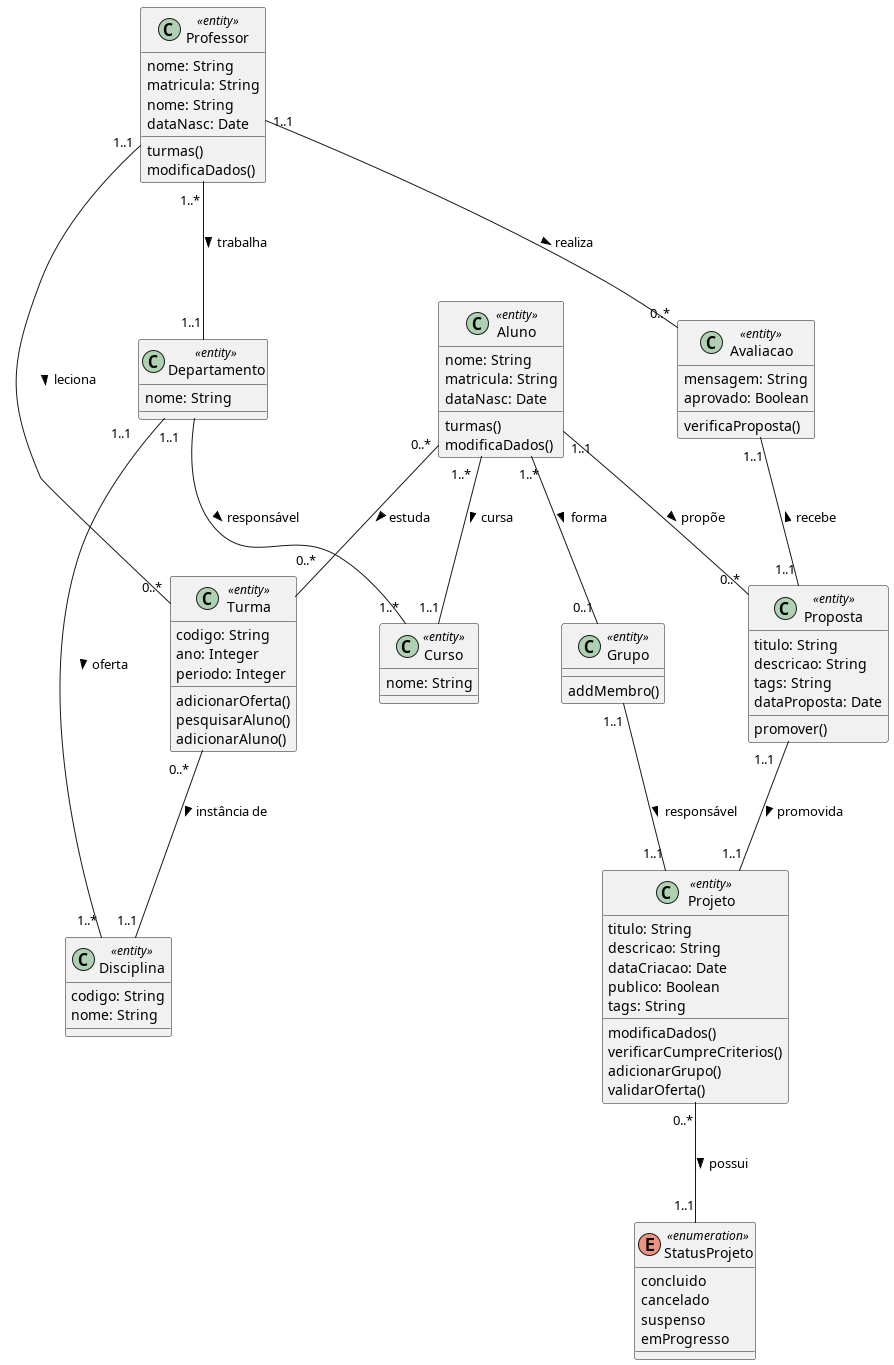 «entity»
C Professor
nome: String
matricula: String
nome: String
dataNasc: Date
turmas()
modificaDados()
1..1
1..1
1..*
trabalha
realiza
1..1
0..*
leciona
«entity»
C Departamento
nome: String
1..1
1..1
«entity»
C Aluno
nome: String
matricula: String
dataNasc: Date
turmas()
modificaDados()
0..*
1..*
1..*
1..1
«entity»
C Avaliacao
mensagem: String
aprovado: Boolean
verificaProposta()
1..1
responsável
estuda
cursa
forma
propõe
recebe
0..*
0..*
1..*
1..1
0..1
0..*
1..1
«entity»
C Turma
codigo: String
ano: Integer
periodo: Integer
adicionarOferta()
pesquisarAluno()
adicionarAluno()
0..*
oferta
«entity»
C Curso
nome: String
«entity»
C Grupo
addMembro()
1..1
«entity»
C Proposta
titulo: String
descricao: String
tags: String
dataProposta: Date
promover()
1..1
instância de
responsável
promovida
1..1
1..1
1..*
1..1
«entity»
C Disciplina
codigo: String
nome: String
«entity»
C Projeto
titulo: String
descricao: String
dataCriacao: Date
publico: Boolean
tags: String
modificaDados()
verificarCumpreCriterios()
adicionarGrupo()
validarOferta()
0..*
possui
1..1
«enumeration»
E StatusProjeto
concluido
cancelado
suspenso
emProgresso